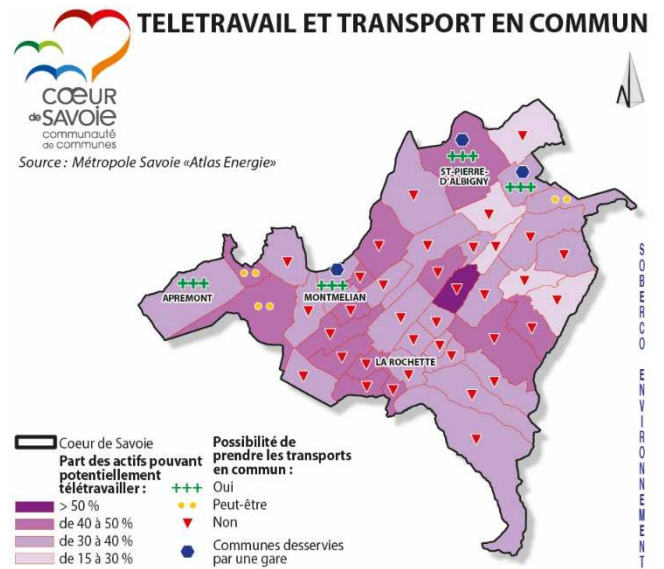 TELETRAVAIL ET TRANSPORT EN COMMUN
CŒUR
de SAVOIE
communauté
de communes
Source : Métropole Savoie «Atlas Energie»
ST-PIERRE-
D'ALBIGNY
APREMONT
MONTMELIAN
LA ROCHETTE
SOBERCO ENVIRONNEMENT
Coeur de Savoie
Part des actifs pouvant
potentiellement
télétravailler :
> 50 %
de 40 à 50 %
de 30 à 40 %
de 15 à 30 %
Possibilité de
prendre les transports
en commun :
Oui
Peut-être
Non
Communes desservies
par une gare
N